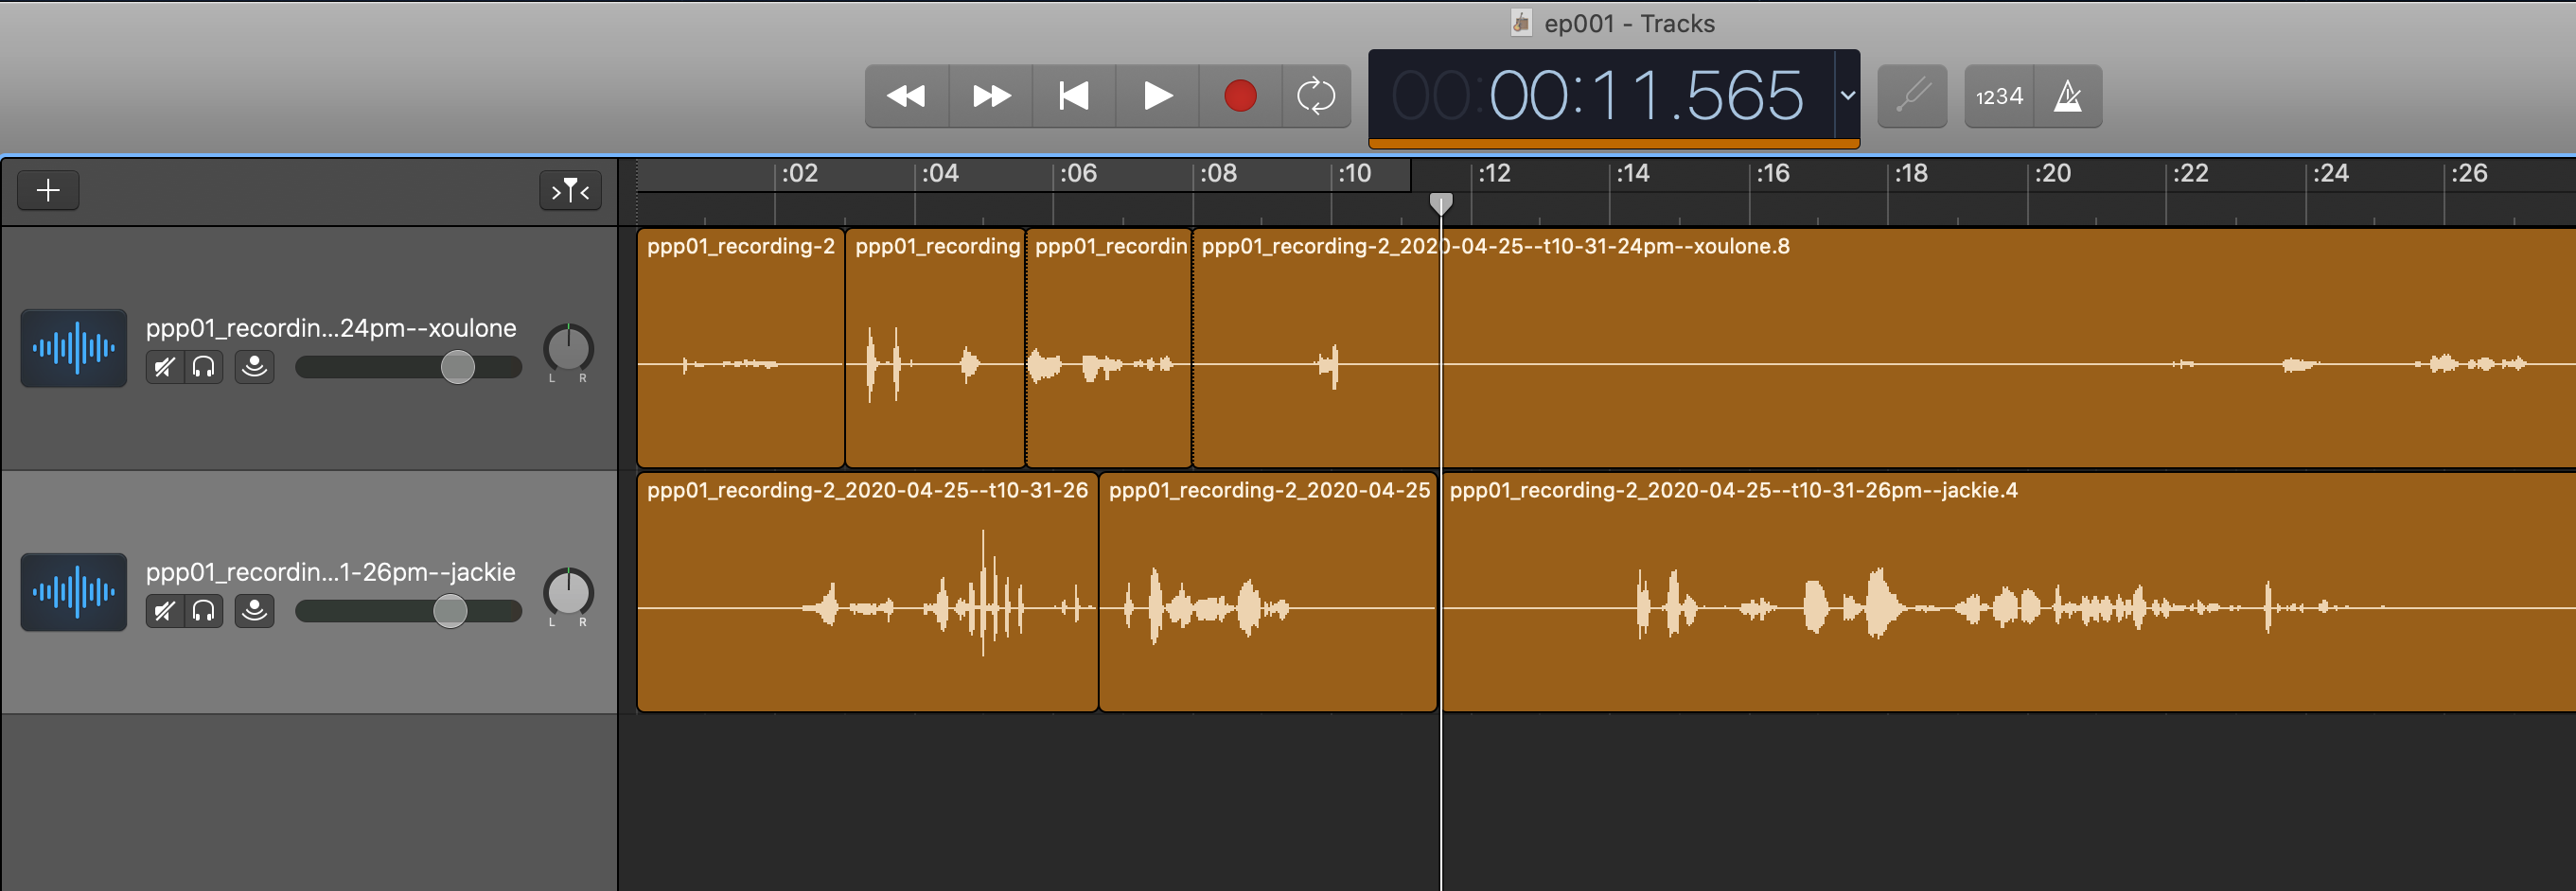 ep001 - Tracks
00:00:11.565
1234
:02 :04 :06 :08 :10 :12 :14 :16 :18 :20 :22 :24 :26
ppp01_recording-2 ppp01_recording ppp01_recordin ppp01_recording-2_2020-04-25--t10-31-24pm--xoulone.8
ppp01_recordin...24pm--xoulone
L R
ppp01_recording-2_2020-04-25--t10-31-26 ppp01_recording-2_2020-04-25 ppp01_recording-2_2020-04-25--t10-31-26pm--jackie.4
ppp01_recordin...1-26pm--jackie
L R